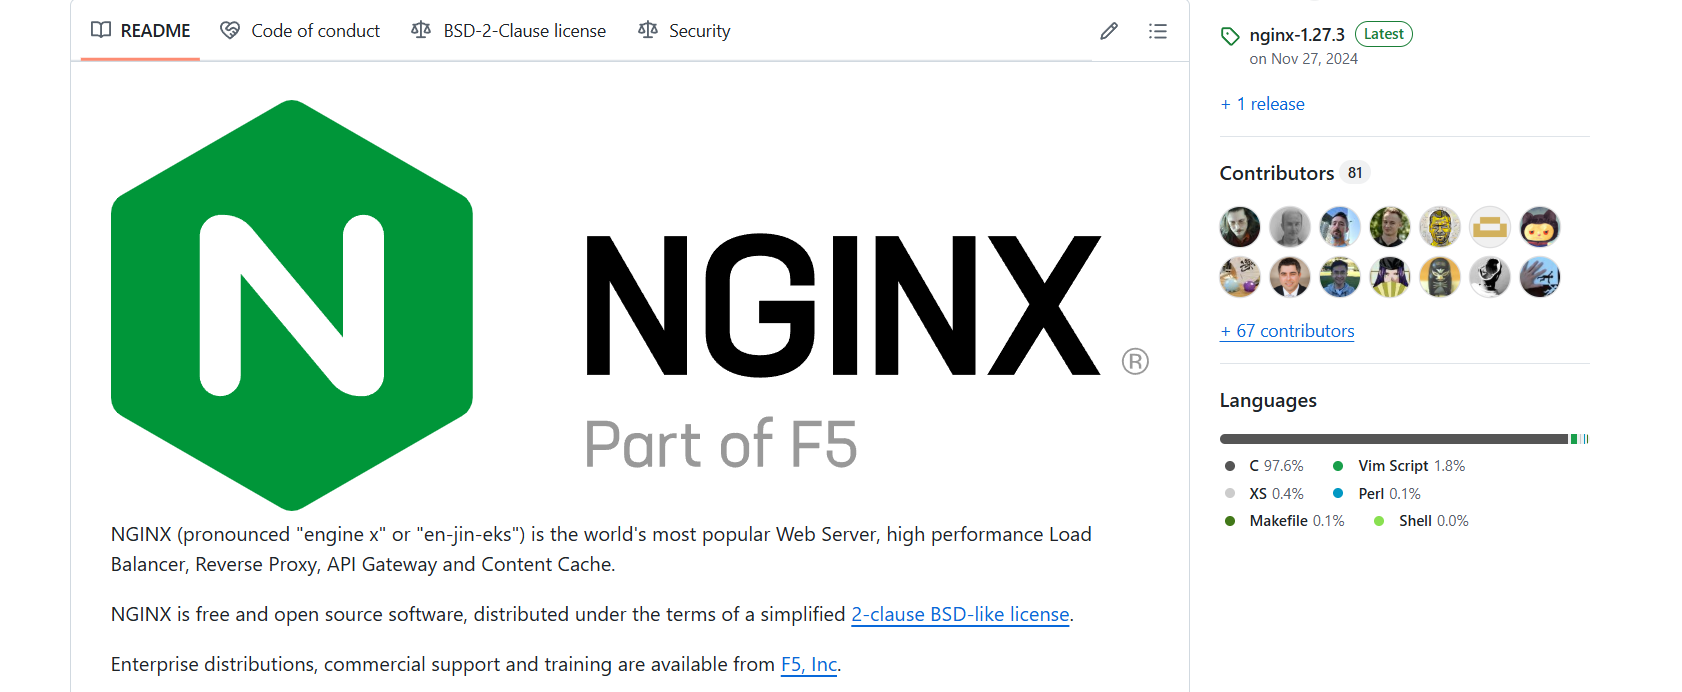 README
Code of conduct
BSD-2-Clause license
Security
N
NGINX ®
Part of F5
NGINX (pronounced "engine x" or "en-jin-eks") is the world's most popular Web Server, high performance Load
Balancer, Reverse Proxy, API Gateway and Content Cache.
NGINX is free and open source software, distributed under the terms of a simplified 2-clause BSD-like license.
Enterprise distributions, commercial support and training are available from F5, Inc.
nginx-1.27.3 Latest
on Nov 27, 2024
+ 1 release
Contributors 81
+ 67 contributors
Languages
C 97.6% Vim Script 1.8%
XS 0.4% Perl 0.1%
Makefile 0.1% Shell 0.0%